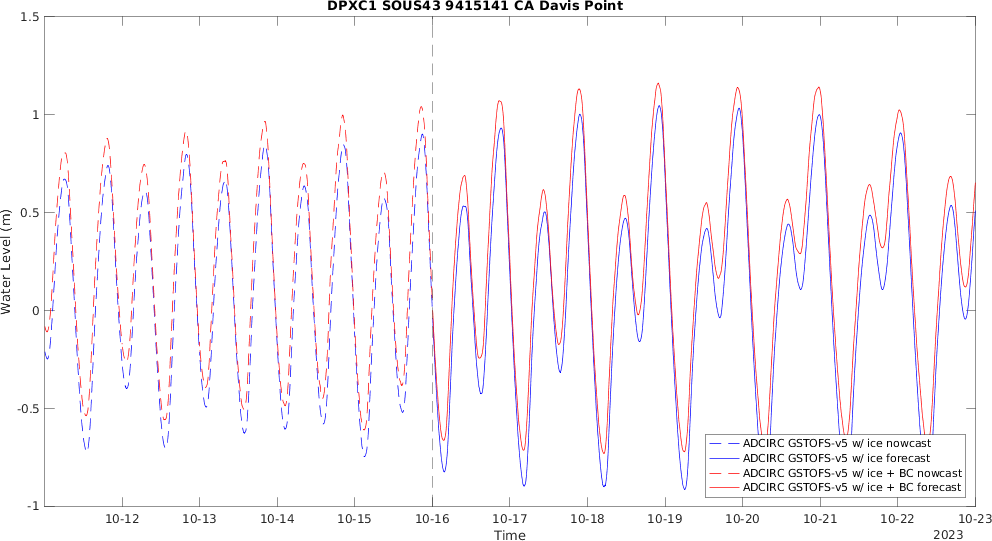 DPXC1 SOUS43 9415141 CA Davis Point
1.5
1
0.5
0
-0.5
-1
Water Level (m)
ADCIRC GSTOFS-v5 w/ ice nowcast
ADCIRC GSTOFS-v5 w/ ice forecast
ADCIRC GSTOFS-v5 w/ ice + BC nowcast
ADCIRC GSTOFS-v5 w/ ice + BC forecast
10-12 10-13 10-14 10-15 10-16 10-17 10-18 10-19 10-20 10-21 10-22 10-23
Time
2023